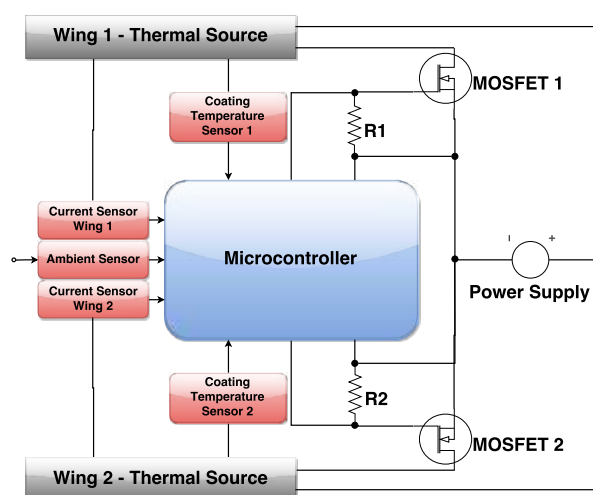 Wing 1 - Thermal Source
MOSFET 1
Coating
Temperature
Sensor 1
R1
Current Sensor
Wing 1
Ambient Sensor
Microcontroller
Current Sensor
Wing 2
- +
Power Supply
Coating
Temperature
Sensor 2
R2
MOSFET 2
Wing 2 - Thermal Source